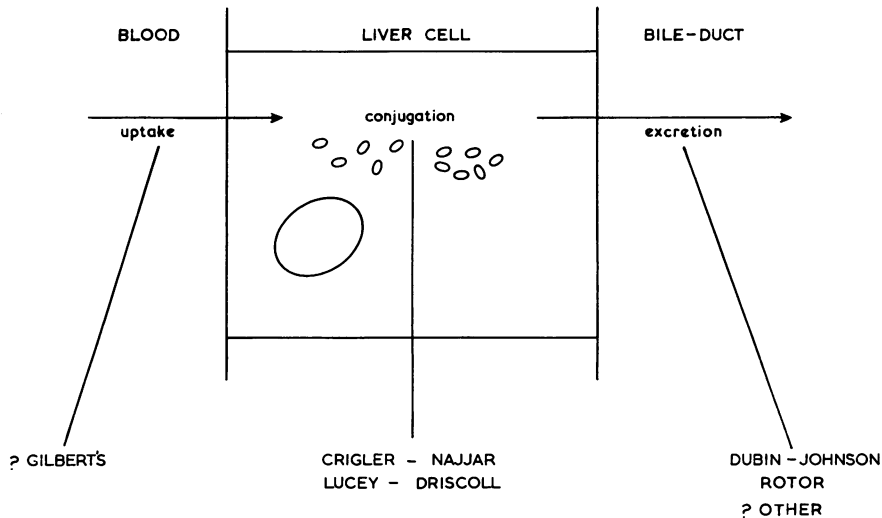 BLOOD
LIVER CELL
BILE-DUCT
uptake
conjugation
excretion
? GILBERT'S
CRIGLER - NAJJAR
LUCEY - DRISCOLL
DUBIN - JOHNSON
ROTOR
? OTHER